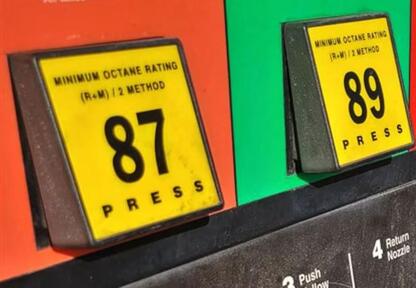 MINIMUM OCTANE RATING
(R+M) / 2 METHOD
87
PRESS
MINIMUM OCTANE RATING
(R+M) / 2 METHOD
89
PRESS
3 Push
4 Return
Nozzle